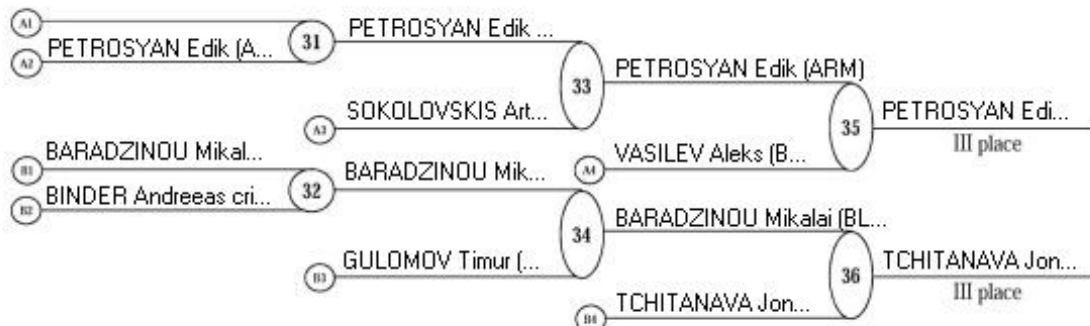 A1
PETROSYAN Edik (A...
A2
31
PETROSYAN Edik ...
33
SOKOLOVSKIS Art...
A3
PETROSYAN Edik (ARM)
35
PETROSYAN Edi...
III place
VASILEV Aleks (B...
A4
BARADZINOU Mikal...
B1
BINDER Andreeas cri...
B2
32
BARADZINOU Mik...
34
GULOMOV Timur (...
B3
BARADZINOU Mikalai (BL...
36
TCHITANAVA Jon...
III place
TCHITANAVA Jon...
B4